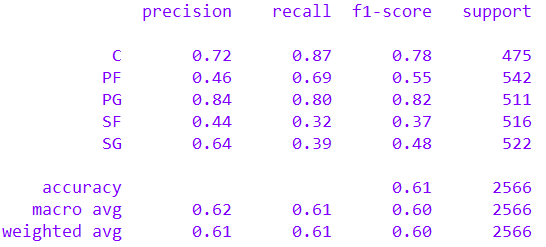 precision recall f1-score support
C 0.72 0.87 0.78 475
PF 0.46 0.69 0.55 542
PG 0.84 0.80 0.82 511
SF 0.44 0.32 0.37 516
SG 0.64 0.39 0.48 522
accuracy 0.61 2566
macro avg 0.62 0.61 0.60 2566
weighted avg 0.61 0.61 0.60 2566